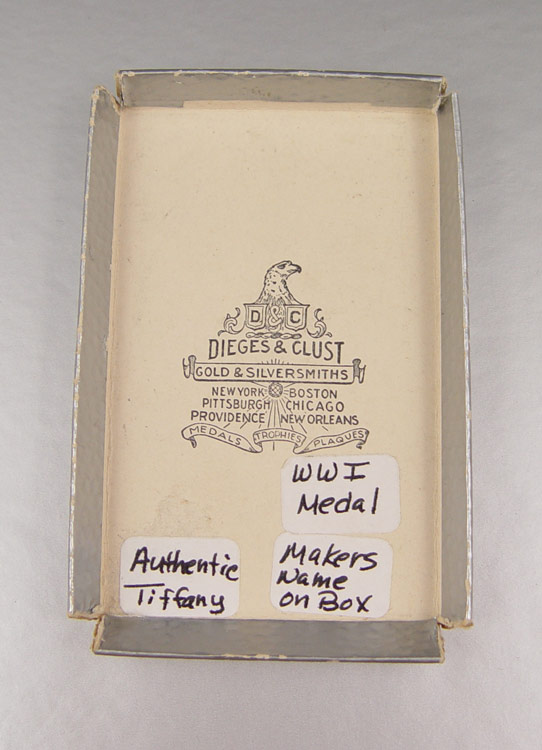 D & C
DIEGES & CLUST
GOLD & SILVERSMITHS
NEW YORK BOSTON
PITTSBURGH CHICAGO
PROVIDENCE NEW ORLEANS
MEDALS TROPHIES PLAQUES
WWI
Medal
Authentic
Tiffany
Makers
Name
on Box